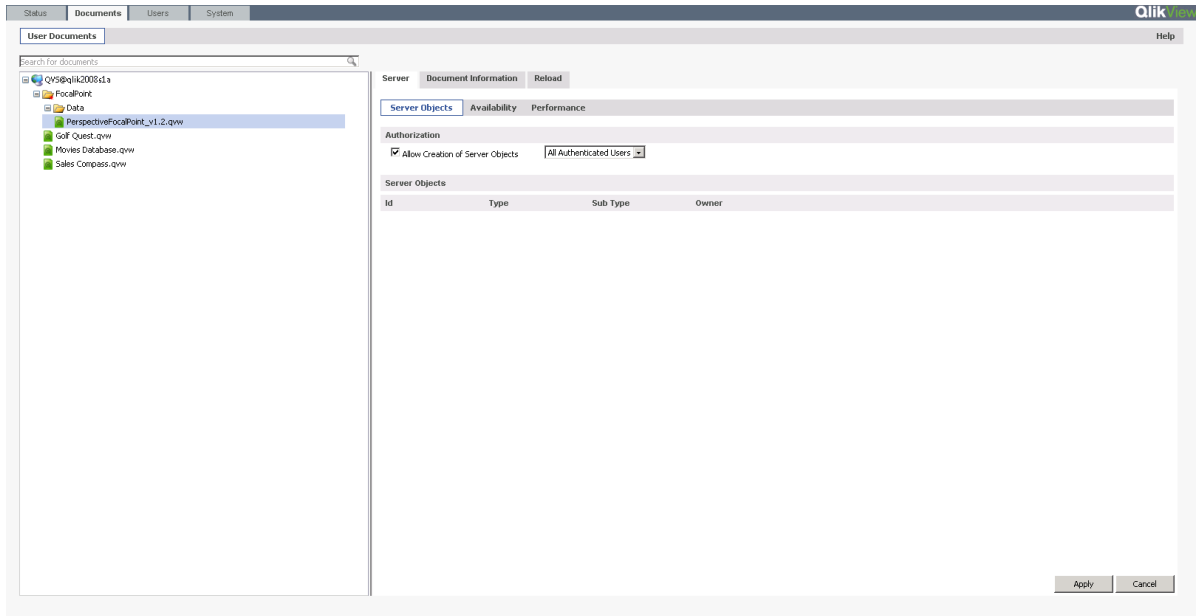 Status Documents Users System QlikView
User Documents Help
Search for documents
QVS@qlik2008s1a
FocalPoint
Data
PerspectiveFocalPoint_v1.2.qvw
Golf Quest.qvw
Movies Database.qvw
Sales Compass.qvw
Server Document Information Reload
Server Objects Availability Performance
Authorization
Allow Creation of Server Objects All Authenticated Users
Server Objects
Id Type Sub Type Owner
Apply Cancel